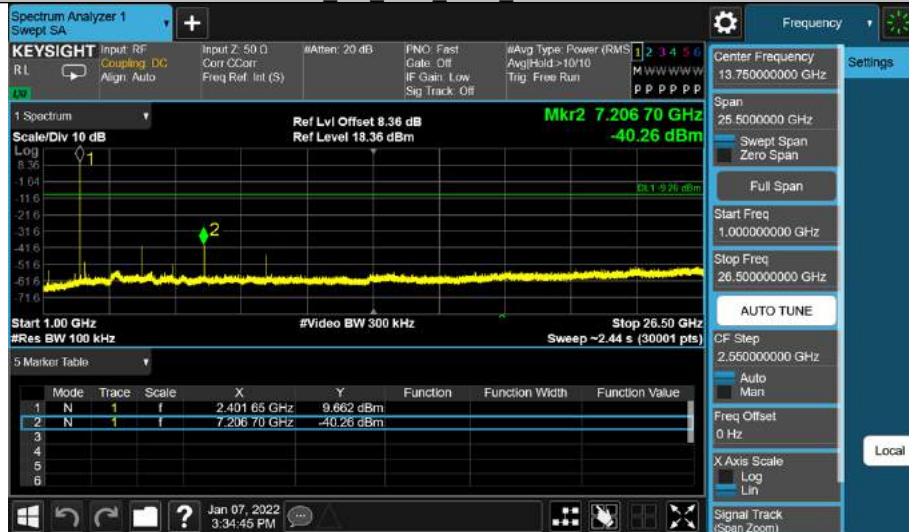 Spectrum Analyzer 1
Swept SA
+
Frequency
KEYSIGHT
RL
Input: RF
Coupling: DC
Align: Auto
Input Z: 50 Ω
Corr CCorr
Freq Ref: Int (S)
#Atten: 20 dB
PNO: Fast
Gate: Off
IF Gain: Low
Sig Track: Off
#Avg Type: Power (RMS
Avg|Hold:>10/10
Trig: Free Run
1 2 3 4 5 6
M W W W W W
P P P P P P
LXI
1 Spectrum
Scale/Div 10 dB
Ref Lvl Offset 8.36 dB
Ref Level 18.36 dBm
Mkr2 7.206 70 GHz
-40.26 dBm
Log
8.36
-1.64
-11.6
-21.6
-31.6
-41.6
-51.6
-61.6
-71.6
1
2
DL1 -9.26 dBm
Start 1.00 GHz
#Res BW 100 kHz
#Video BW 300 kHz
Stop 26.50 GHz
Sweep ~2.44 s (30001 pts)
5 Marker Table
Mode Trace Scale X Y Function Function Width Function Value
1 N 1 f 2.401 65 GHz 9.662 dBm
2 N 1 f 7.206 70 GHz -40.26 dBm
3
4
5
6
Jan 07, 2022
3:34:45 PM
?
Center Frequency
13.750000000 GHz
Span
25.5000000 GHz
Swept Span
Zero Span
Full Span
Start Freq
1.000000000 GHz
Stop Freq
26.500000000 GHz
AUTO TUNE
CF Step
2.550000000 GHz
Auto
Man
Freq Offset
0 Hz
X Axis Scale
Log
Lin
Signal Track
(Span Zoom)
Settings
Local